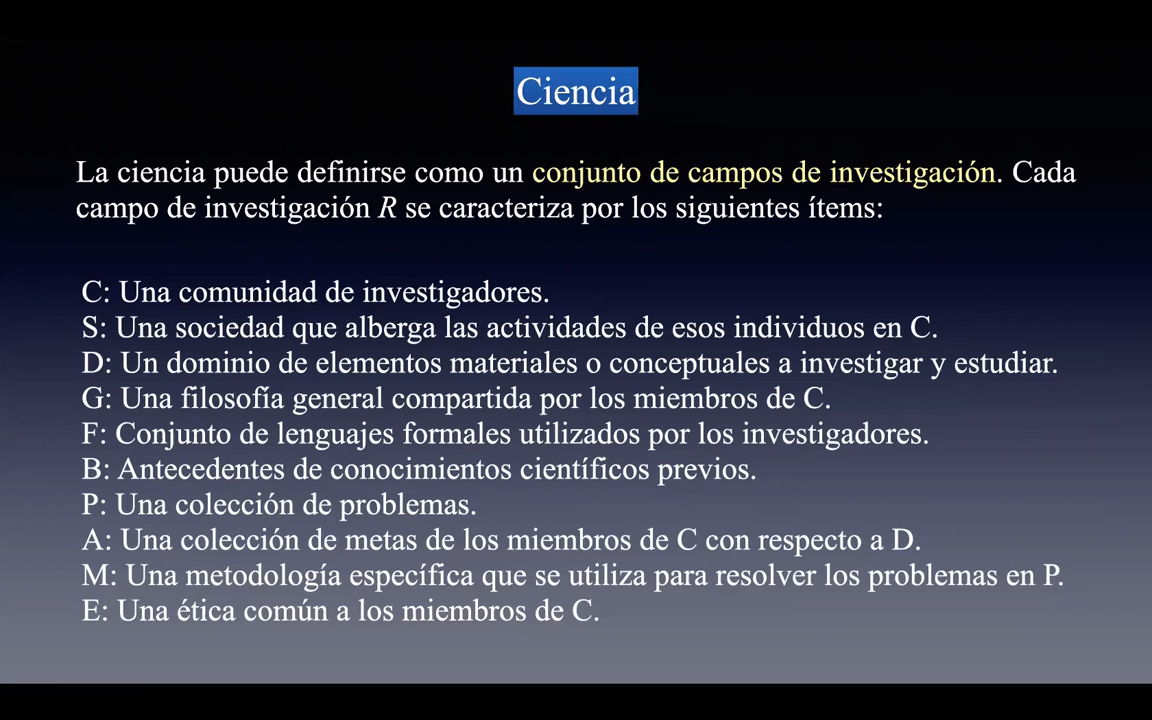 Ciencia
La ciencia puede definirse como un conjunto de campos de investigación. Cada
campo de investigación R se caracteriza por los siguientes ítems:
C: Una comunidad de investigadores.
S: Una sociedad que alberga las actividades de esos individuos en C.
D: Un dominio de elementos materiales o conceptuales a investigar y estudiar.
G: Una filosofía general compartida por los miembros de C.
F: Conjunto de lenguajes formales utilizados por los investigadores.
B: Antecedentes de conocimientos científicos previos.
P: Una colección de problemas.
A: Una colección de metas de los miembros de C con respecto a D.
M: Una metodología específica que se utiliza para resolver los problemas en P.
E: Una ética común a los miembros de C.